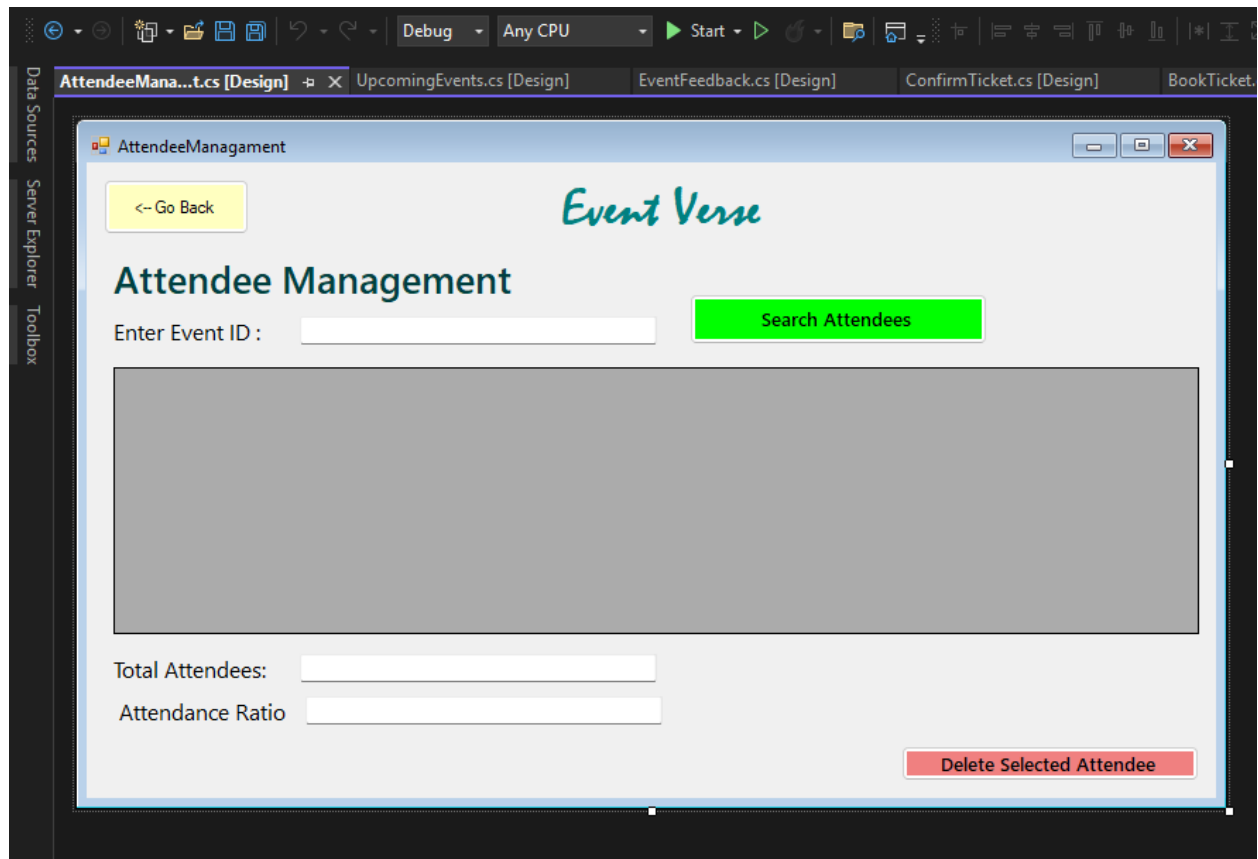 Debug Any CPU Start
AttendeeMana...t.cs [Design] UpcomingEvents.cs [Design] EventFeedback.cs [Design] ConfirmTicket.cs [Design] BookTicket.
Data Sources
Server Explorer
Toolbox
AttendeeManagament
<-- Go Back
Event Verse
Attendee Management
Enter Event ID :
Search Attendees
Total Attendees:
Attendance Ratio
Delete Selected Attendee